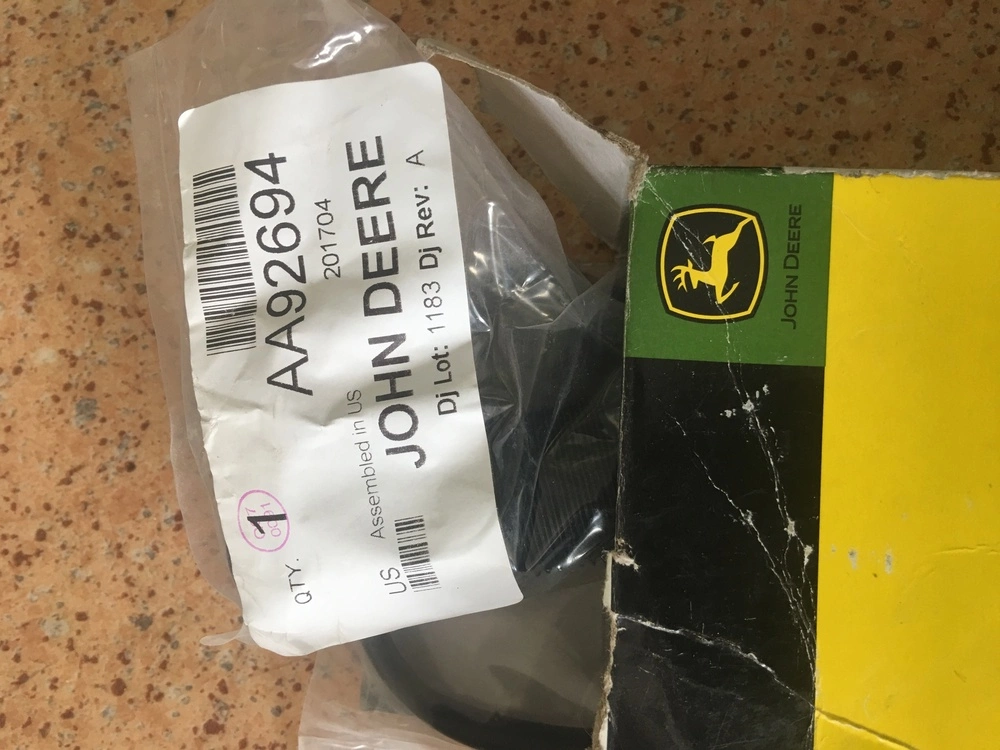 AA92694
201704
QTY. 1
Assembled in US
JOHN DEERE
US
Dj Lot: 1183 Dj Rev: A
JOHN DEERE